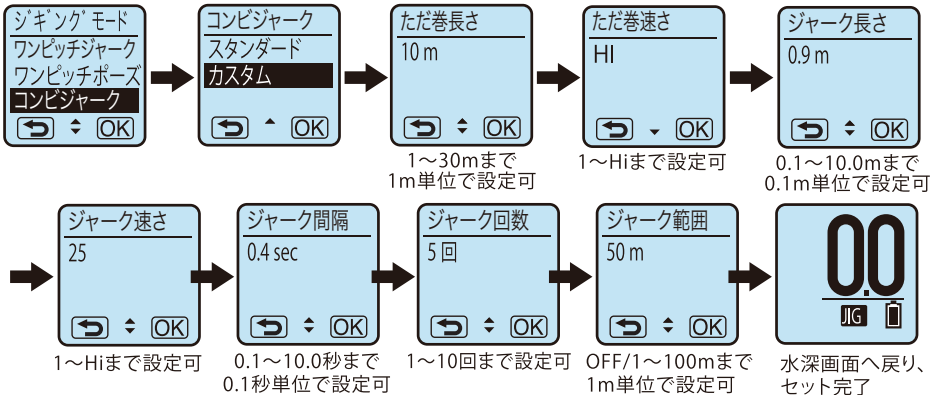 ジギングモード
ワンピッチジャーク
ワンピッチポーズ
コンビジャーク
OK
コンビジャーク
スタンダード
カスタム
OK
ただ巻長さ
10 m
OK
1～30mまで
1m単位で設定可
ただ巻速さ
HI
OK
1～Hiまで設定可
ジャーク長さ
0.9 m
OK
0.1～10.0mまで
0.1m単位で設定可
ジャーク速さ
25
OK
1～Hiまで設定可
ジャーク間隔
0.4 sec
OK
0.1～10.0秒まで
0.1秒単位で設定可
ジャーク回数
5 回
OK
1～10回まで設定可
ジャーク範囲
50 m
OK
OFF/1～100mまで
1m単位で設定可
0.0
JIG
水深画面へ戻り、
セット完了